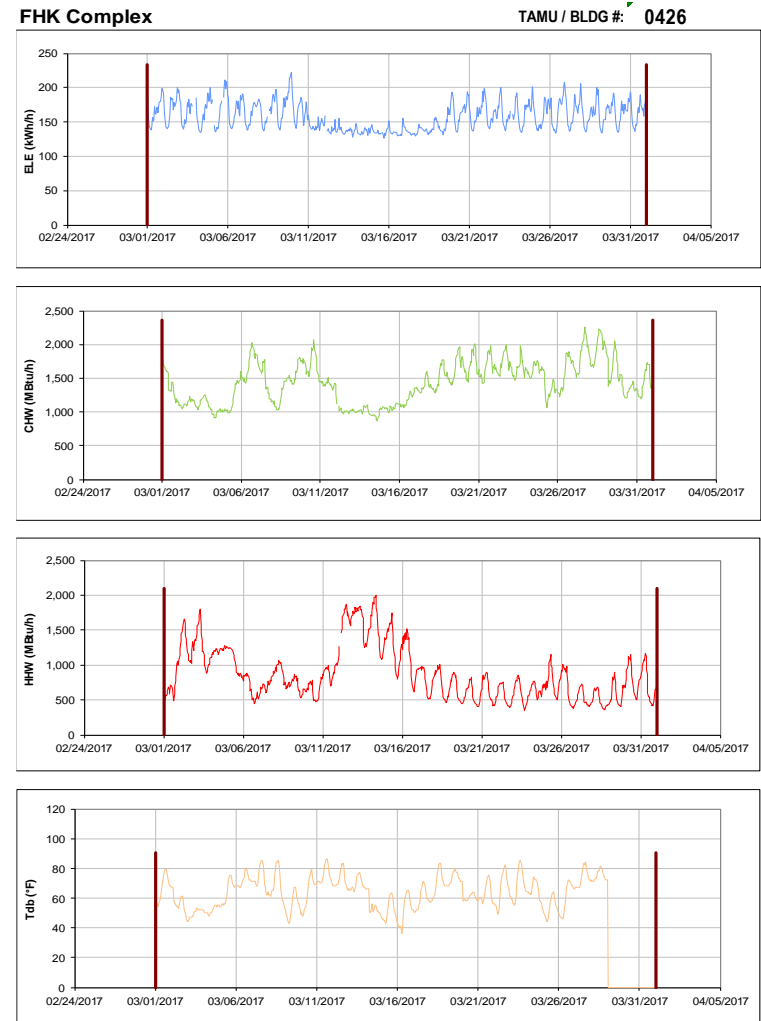 FHK Complex TAMU / BLDG #: 0426
250
200
150
100
50
0
ELE (kWh/h)
02/24/2017 03/01/2017 03/06/2017 03/11/2017 03/16/2017 03/21/2017 03/26/2017 03/31/2017 04/05/2017
2,500
2,000
1,500
1,000
500
0
CHW (MBtu/h)
02/24/2017 03/01/2017 03/06/2017 03/11/2017 03/16/2017 03/21/2017 03/26/2017 03/31/2017 04/05/2017
2,500
2,000
1,500
1,000
500
0
HHW (MBtu/h)
02/24/2017 03/01/2017 03/06/2017 03/11/2017 03/16/2017 03/21/2017 03/26/2017 03/31/2017 04/05/2017
120
100
80
60
40
20
0
Tdb (°F)
02/24/2017 03/01/2017 03/06/2017 03/11/2017 03/16/2017 03/21/2017 03/26/2017 03/31/2017 04/05/2017